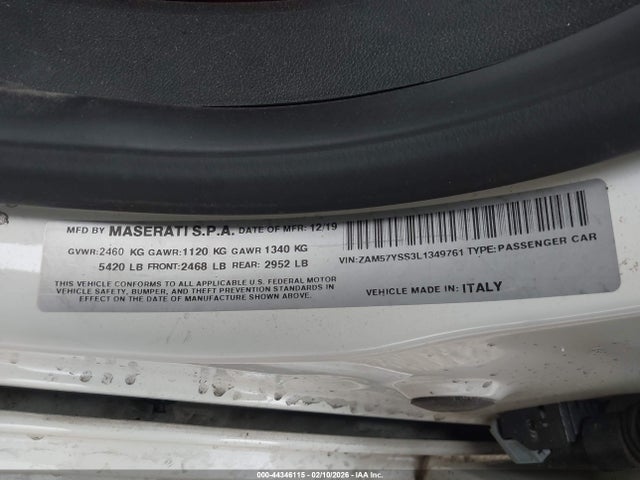 MFD BY MASERATI S.P.A. DATE OF MFR: 12/19
GVWR:2460 KG GAWR:1120 KG GAWR 1340 KG
5420 LB FRONT:2468 LB REAR: 2952 LB
THIS VEHICLE CONFORMS TO ALL APPLICABLE U.S. FEDERAL MOTOR
VEHICLE SAFETY, BUMPER, AND THEFT PREVENTION STANDARDS IN
EFFECT ON THE DATE OF MANUFACTURE SHOWN ABOVE
VIN:ZAM57YSS3L1349761 TYPE:PASSENGER CAR
VEHICLE MADE IN: ITALY
000-44346115 - 02/10/2026 - IAAHQ1